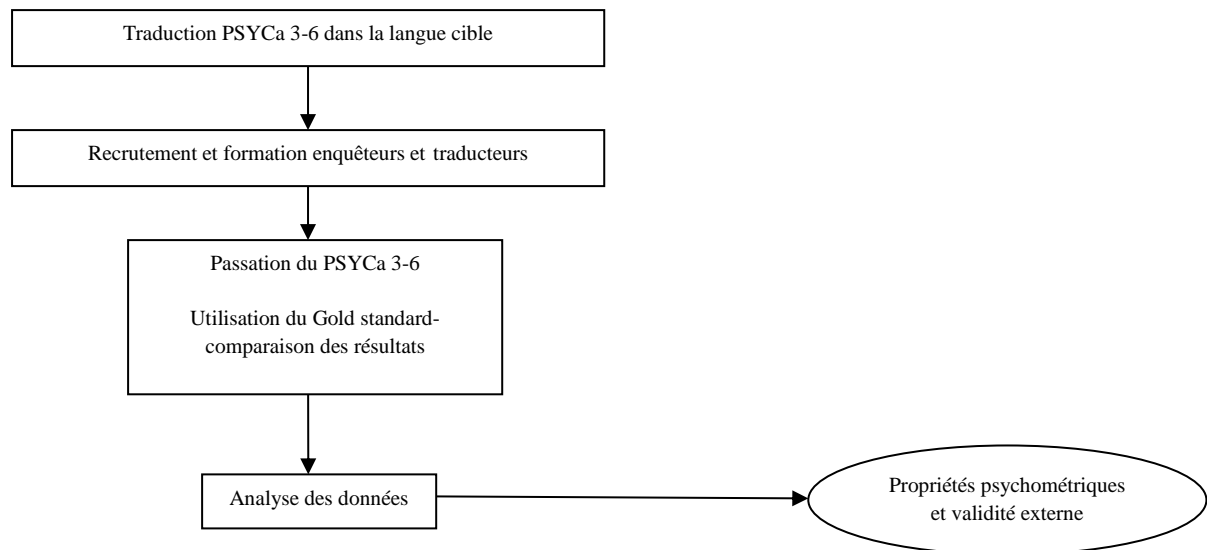 Traduction PSYCa 3-6 dans la langue cible
Recrutement et formation enquêteurs et traducteurs
Passation du PSYCa 3-6
Utilisation du Gold standard-
comparaison des résultats
Analyse des données
Propriétés psychométriques
et validité externe